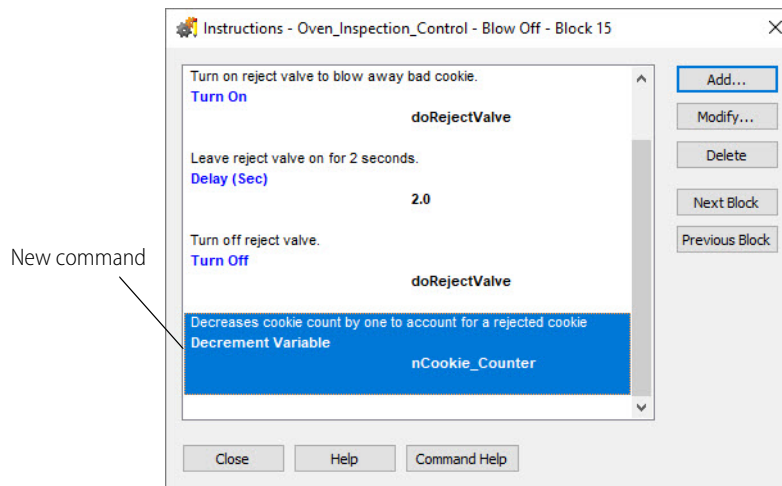 Instructions - Oven_Inspection_Control - Blow Off - Block 15
Turn on reject valve to blow away bad cookie.
Turn On
doRejectValve
Leave reject valve on for 2 seconds.
Delay (Sec)
2.0
Turn off reject valve.
Turn Off
doRejectValve
Decreases cookie count by one to account for a rejected cookie
Decrement Variable
nCookie_Counter
Add...
Modify...
Delete
Next Block
Previous Block
New command
Close
Help
Command Help